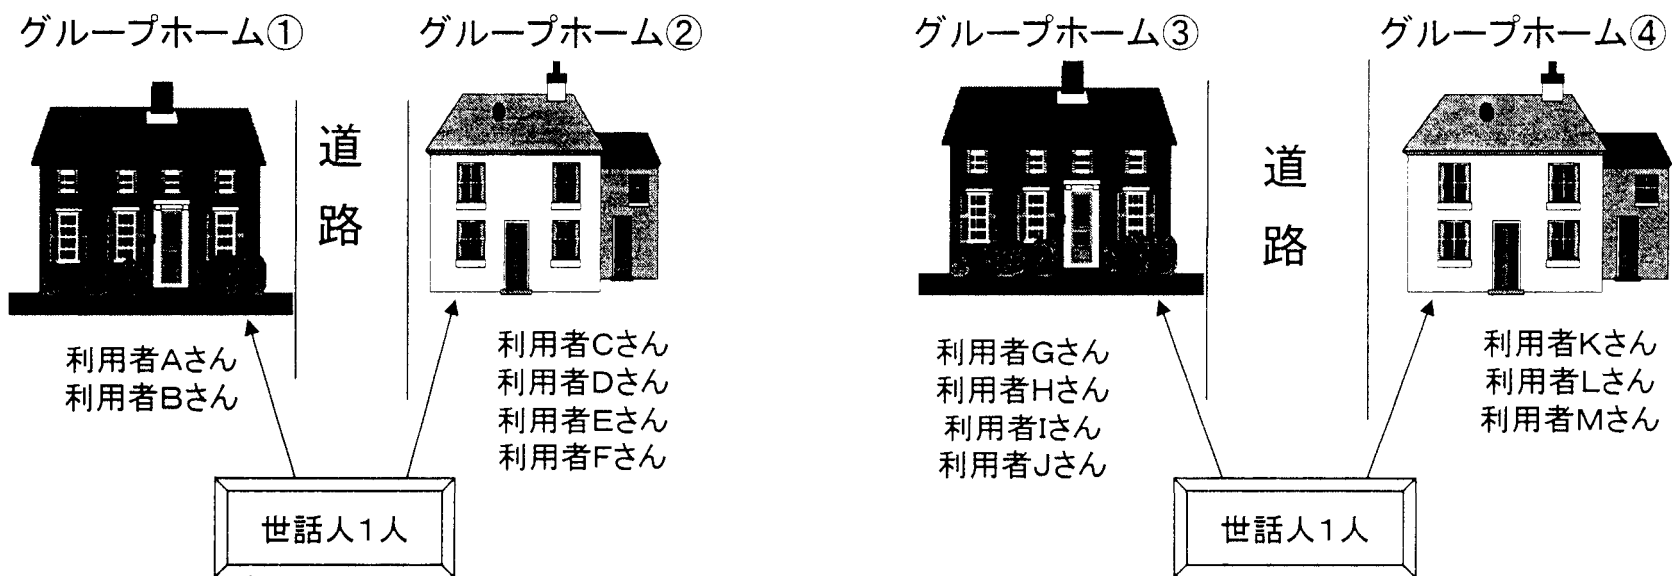 グループホーム①
グループホーム②
グループホーム③
グループホーム④
道路
道路
利用者Aさん
利用者Bさん
利用者Cさん
利用者Dさん
利用者Eさん
利用者Fさん
利用者Gさん
利用者Hさん
利用者Iさん
利用者Jさん
利用者Kさん
利用者Lさん
利用者Mさん
世話人1人
世話人1人